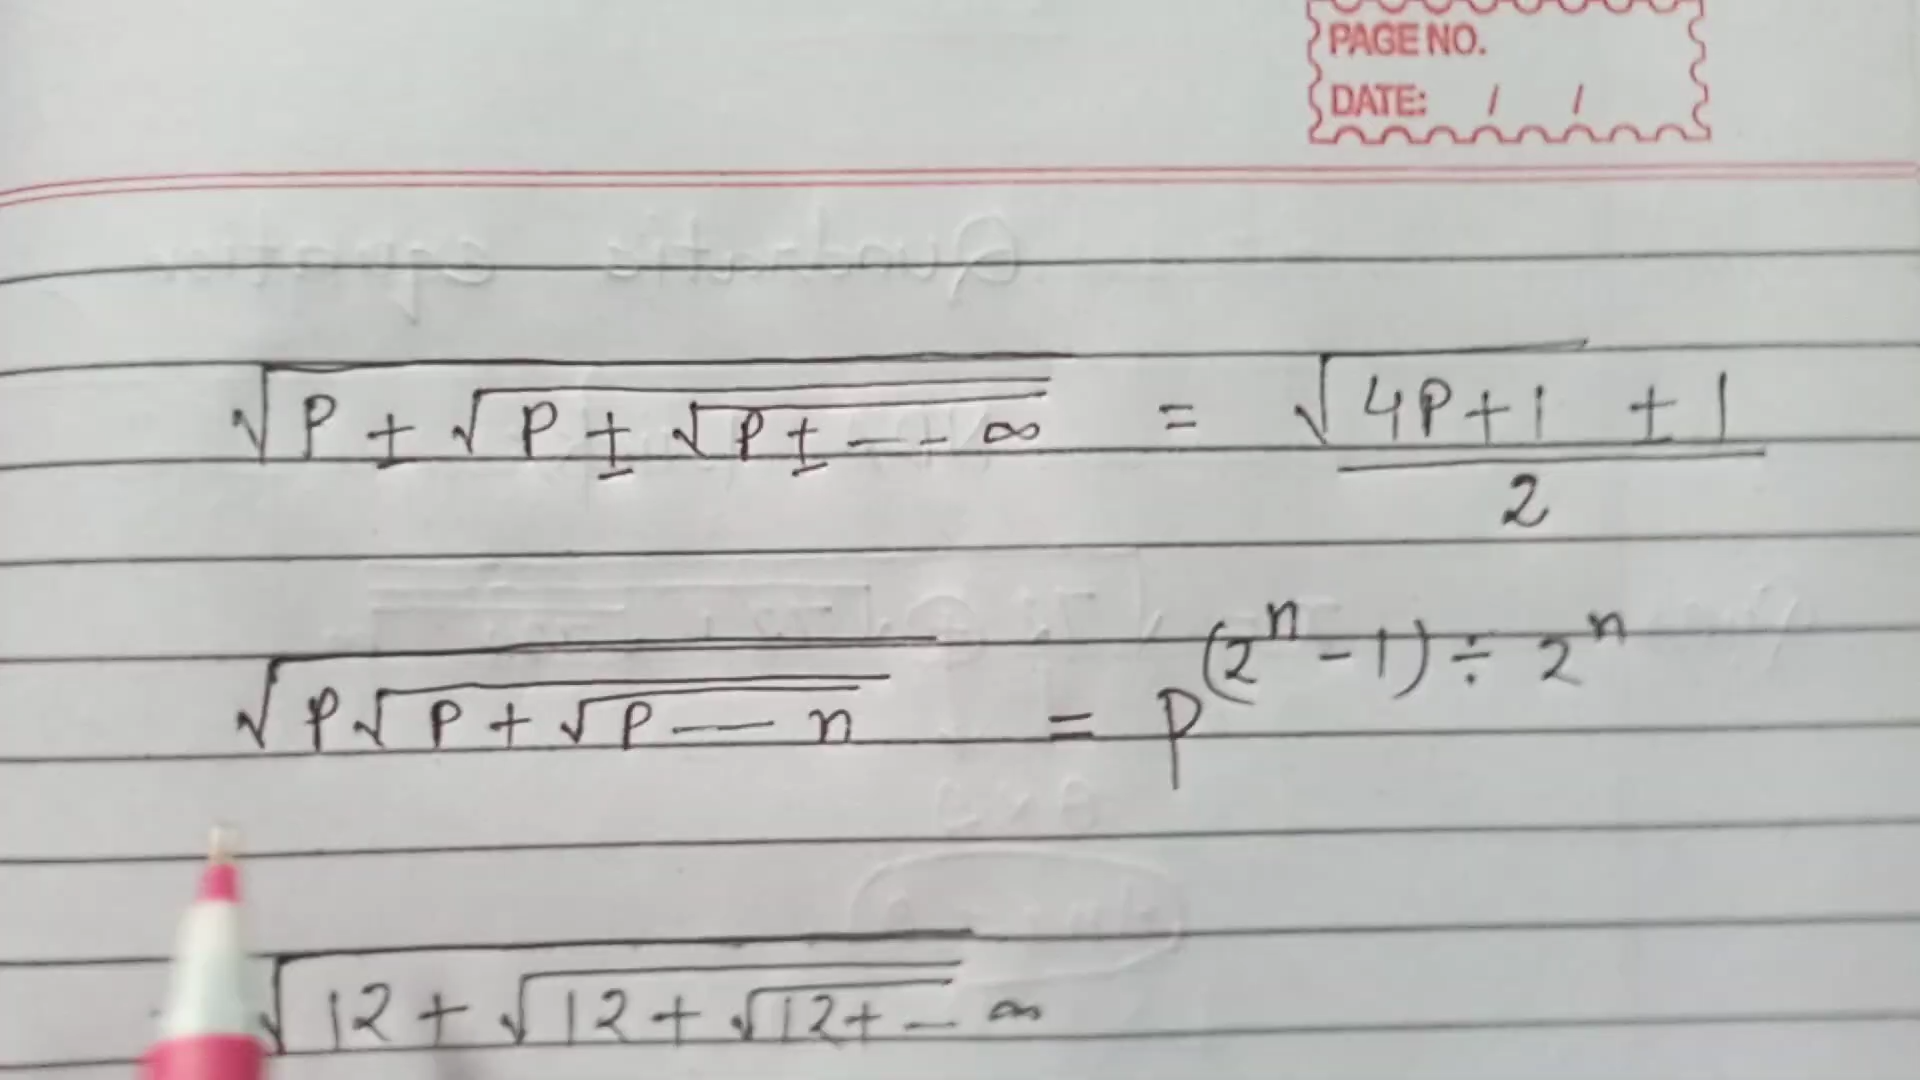 PAGE NO.
DATE: / /
√(P ± √(P ± √(P ± --- ∞))) = (√(4P+1) ± 1)/2
√(P√(P + √(P --- n))) = P^((2^n - 1) ÷ 2^n)
√(12 + √(12 + √(12 + -))) ∞